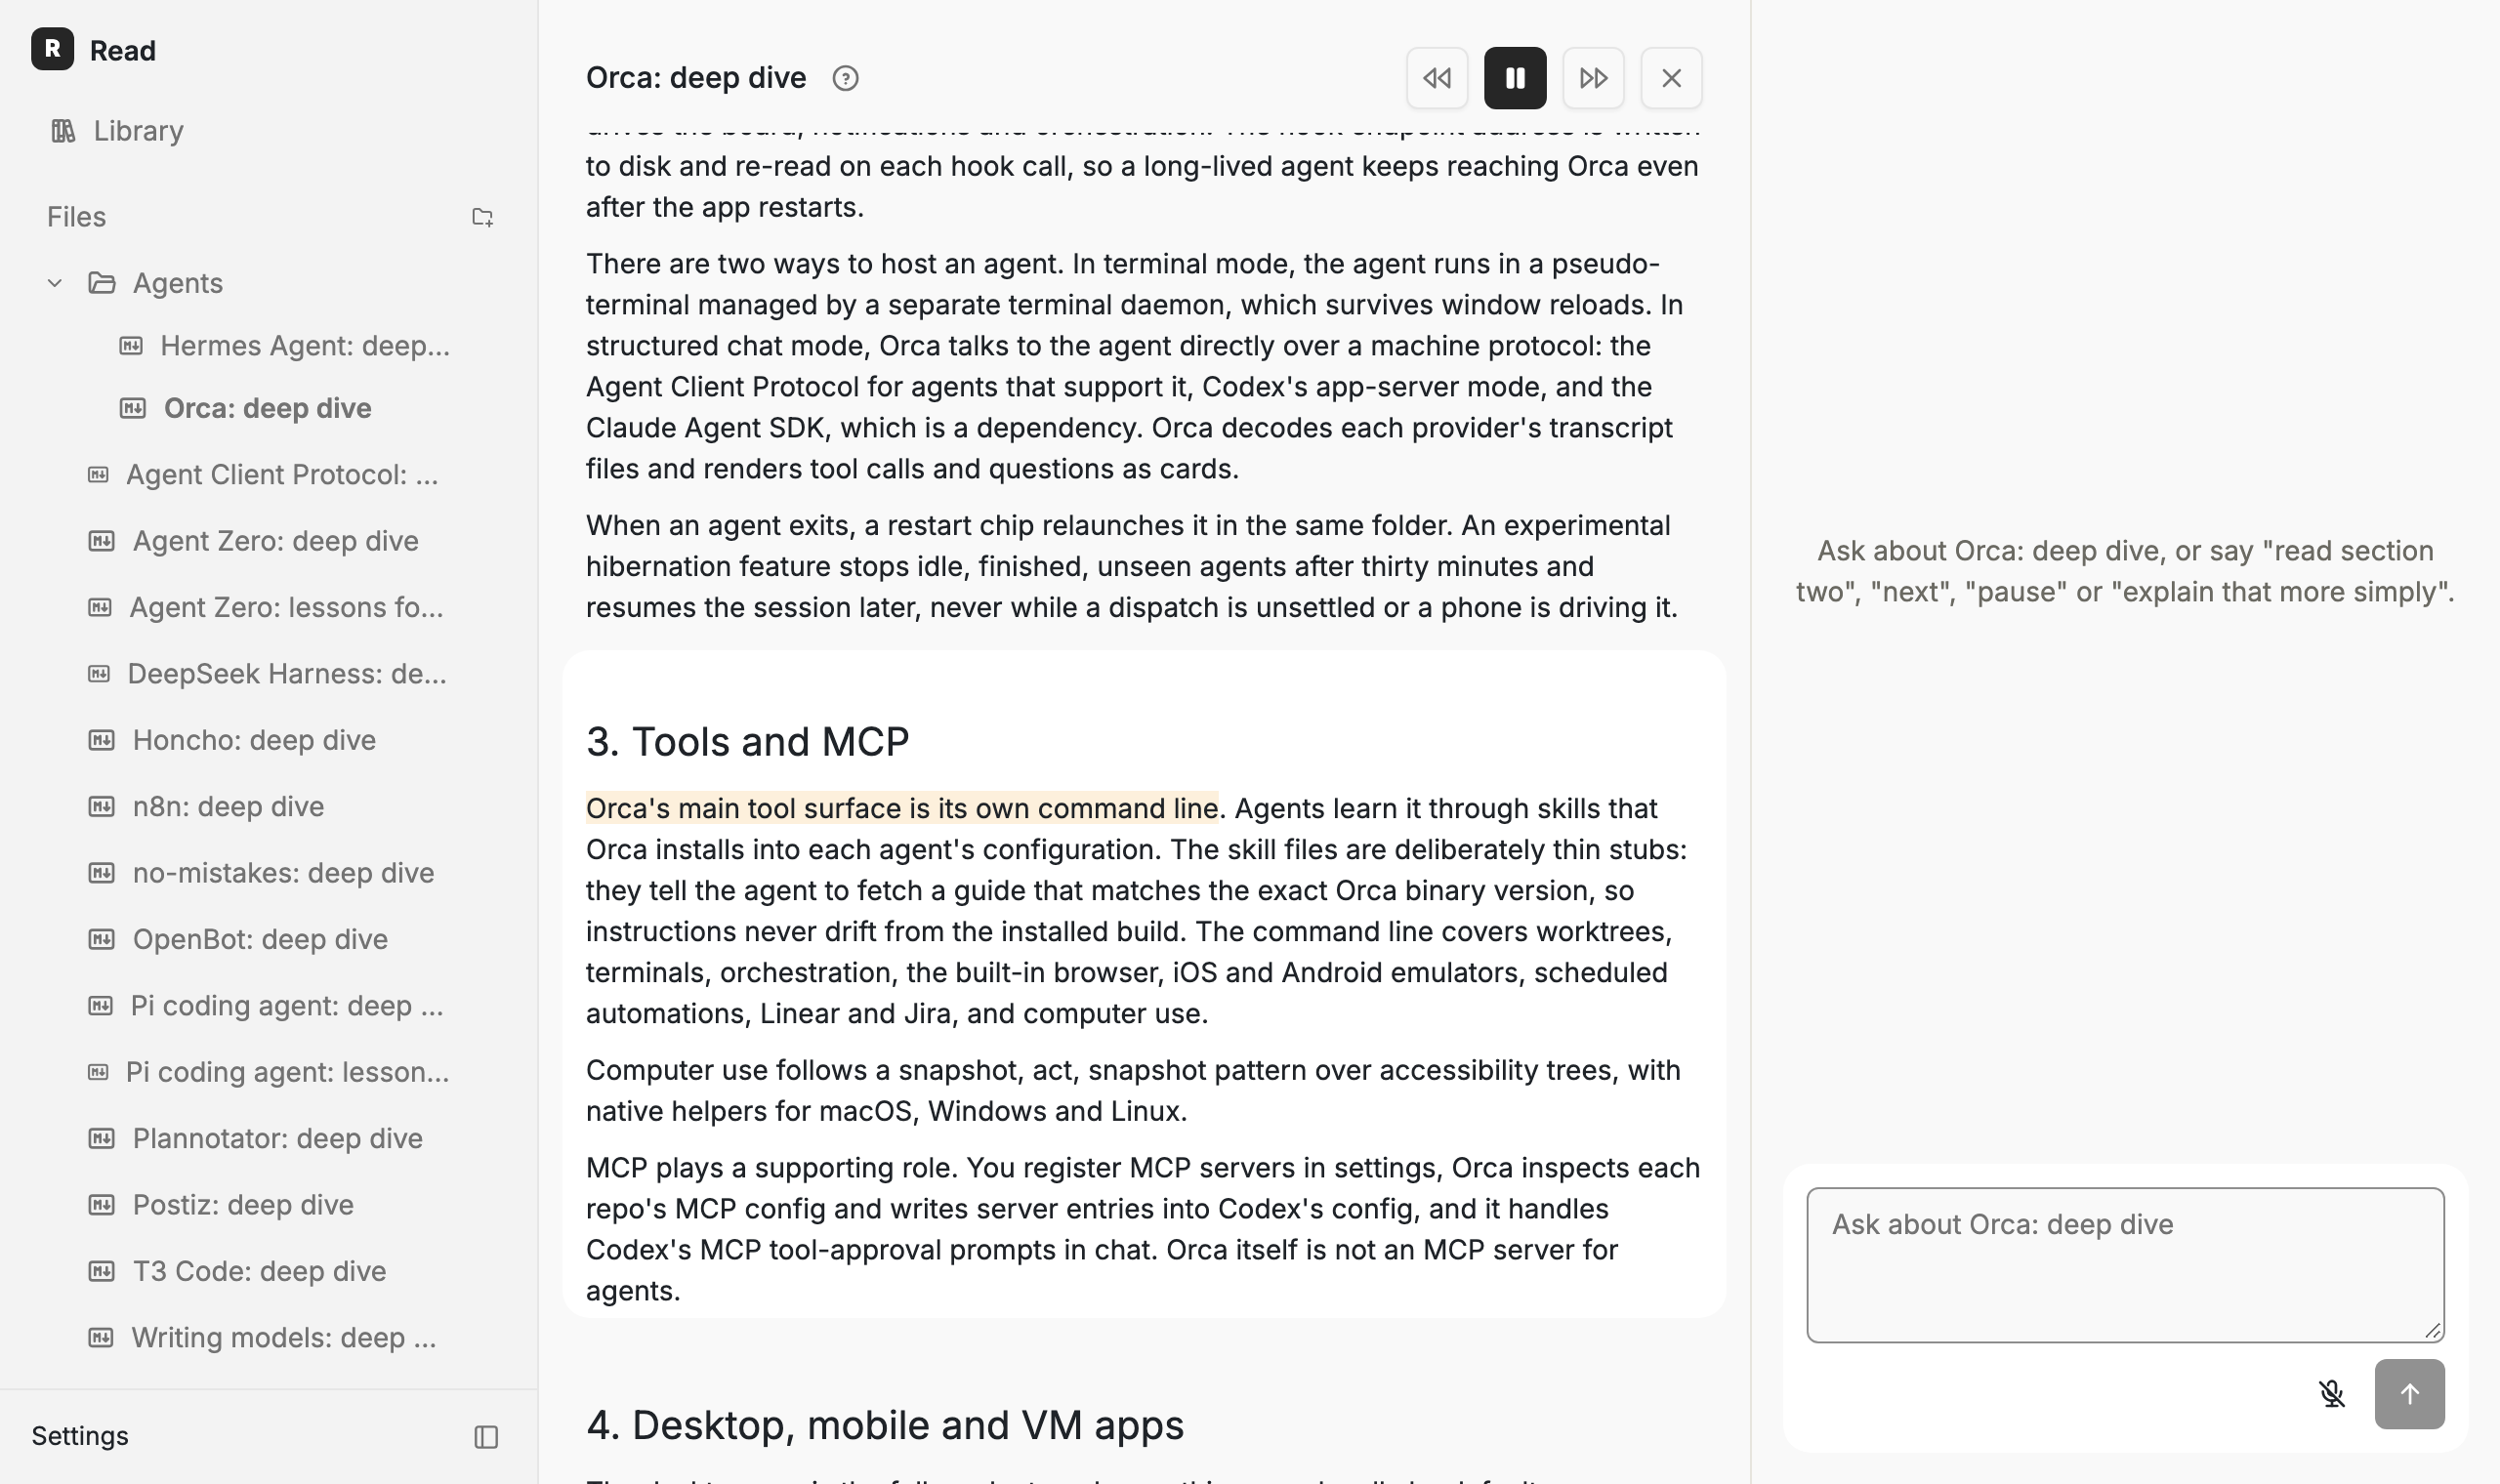 R Read
Library
Files
Agents
Hermes Agent: deep...
Orca: deep dive
Agent Client Protocol: ...
Agent Zero: deep dive
Agent Zero: lessons fo...
DeepSeek Harness: de...
Honcho: deep dive
n8n: deep dive
no-mistakes: deep dive
OpenBot: deep dive
Pi coding agent: deep ...
Pi coding agent: lesson...
Plannotator: deep dive
Postiz: deep dive
T3 Code: deep dive
Writing models: deep ...
Settings
Orca: deep dive
to disk and re-read on each hook call, so a long-lived agent keeps reaching Orca even
after the app restarts.
There are two ways to host an agent. In terminal mode, the agent runs in a pseudo-
terminal managed by a separate terminal daemon, which survives window reloads. In
structured chat mode, Orca talks to the agent directly over a machine protocol: the
Agent Client Protocol for agents that support it, Codex's app-server mode, and the
Claude Agent SDK, which is a dependency. Orca decodes each provider's transcript
files and renders tool calls and questions as cards.
When an agent exits, a restart chip relaunches it in the same folder. An experimental
hibernation feature stops idle, finished, unseen agents after thirty minutes and
resumes the session later, never while a dispatch is unsettled or a phone is driving it.
3. Tools and MCP
Orca's main tool surface is its own command line. Agents learn it through skills that
Orca installs into each agent's configuration. The skill files are deliberately thin stubs:
they tell the agent to fetch a guide that matches the exact Orca binary version, so
instructions never drift from the installed build. The command line covers worktrees,
terminals, orchestration, the built-in browser, iOS and Android emulators, scheduled
automations, Linear and Jira, and computer use.
Computer use follows a snapshot, act, snapshot pattern over accessibility trees, with
native helpers for macOS, Windows and Linux.
MCP plays a supporting role. You register MCP servers in settings, Orca inspects each
repo's MCP config and writes server entries into Codex's config, and it handles
Codex's MCP tool-approval prompts in chat. Orca itself is not an MCP server for
agents.
4. Desktop, mobile and VM apps
Ask about Orca: deep dive, or say "read section
two", "next", "pause" or "explain that more simply".
Ask about Orca: deep dive